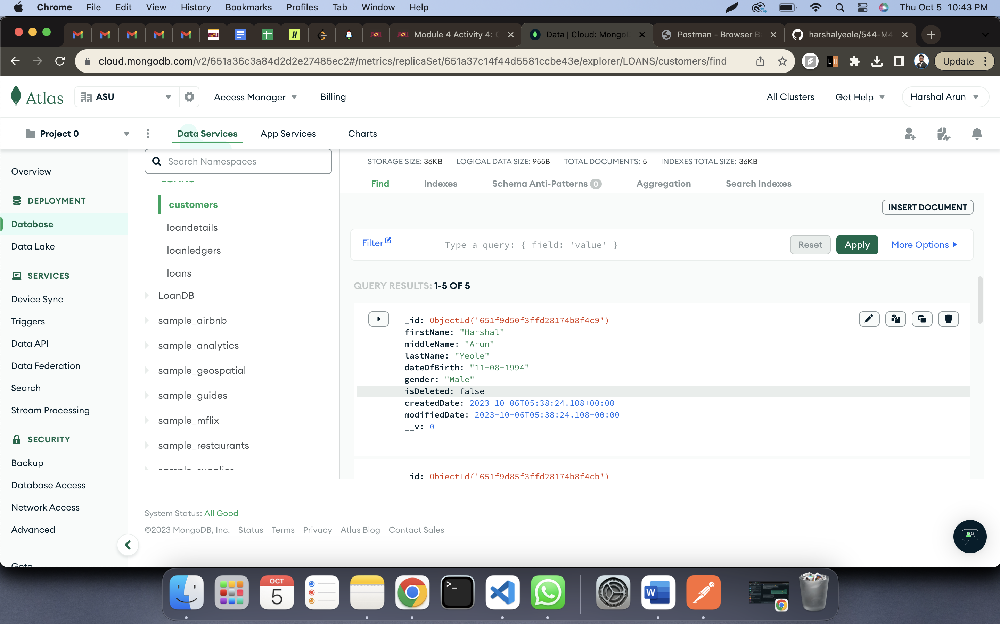 Chrome File Edit View History Bookmarks Profiles Tab Window Help Thu Oct 5 10:43 PM
Module 4 Activity 4: Data | Cloud: MongoD Postman - Browser B harshalyeole/544-M4
cloud.mongodb.com/v2/651a36c3a84d2d2e27485ec2#/metrics/replicaSet/651a37c14f44d5581ccbe43e/explorer/LOANS/customers/find LH Update
Atlas ASU Access Manager Billing All Clusters Get Help Harshal Arun
Project 0 Data Services App Services Charts
Search Namespaces
STORAGE SIZE: 36KB LOGICAL DATA SIZE: 955B TOTAL DOCUMENTS: 5 INDEXES TOTAL SIZE: 36KB
Find Indexes Schema Anti-Patterns 0 Aggregation Search Indexes
INSERT DOCUMENT
Filter Type a query: { field: 'value' } Reset Apply More Options
QUERY RESULTS: 1-5 OF 5
_id: ObjectId('651f9d50f3ffd28174b8f4c9')
firstName: "Harshal"
middleName: "Arun"
lastName: "Yeole"
dateOfBirth: "11-08-1994"
gender: "Male"
isDeleted: false
createdDate: 2023-10-06T05:38:24.108+00:00
modifiedDate: 2023-10-06T05:38:24.108+00:00
__v: 0
_id: ObjectId('651f9d85f3ffd28174b8f4cb')
Overview
DEPLOYMENT
Database
Data Lake
SERVICES
Device Sync
Triggers
Data API
Data Federation
Search
Stream Processing
SECURITY
Backup
Database Access
Network Access
Advanced
Goto
LOANS
customers
loandetails
loanledgers
loans
LoanDB
sample_airbnb
sample_analytics
sample_geospatial
sample_guides
sample_mflix
sample_restaurants
sample_supplies
System Status: All Good
©2023 MongoDB, Inc. Status Terms Privacy Atlas Blog Contact Sales
OCT
5
>_
W